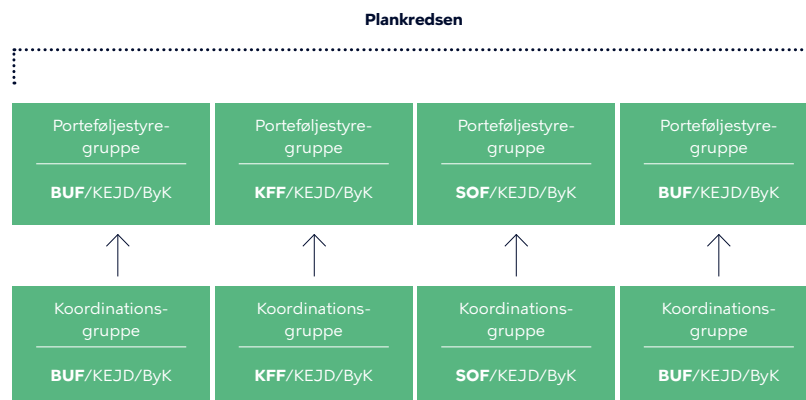 Plankredsen
Porteføljestyre-
gruppe
BUF/KEJD/ByK
Porteføljestyre-
gruppe
KFF/KEJD/ByK
Porteføljestyre-
gruppe
SOF/KEJD/ByK
Porteføljestyre-
gruppe
BUF/KEJD/ByK
Koordinations-
gruppe
BUF/KEJD/ByK
Koordinations-
gruppe
KFF/KEJD/ByK
Koordinations-
gruppe
SOF/KEJD/ByK
Koordinations-
gruppe
BUF/KEJD/ByK